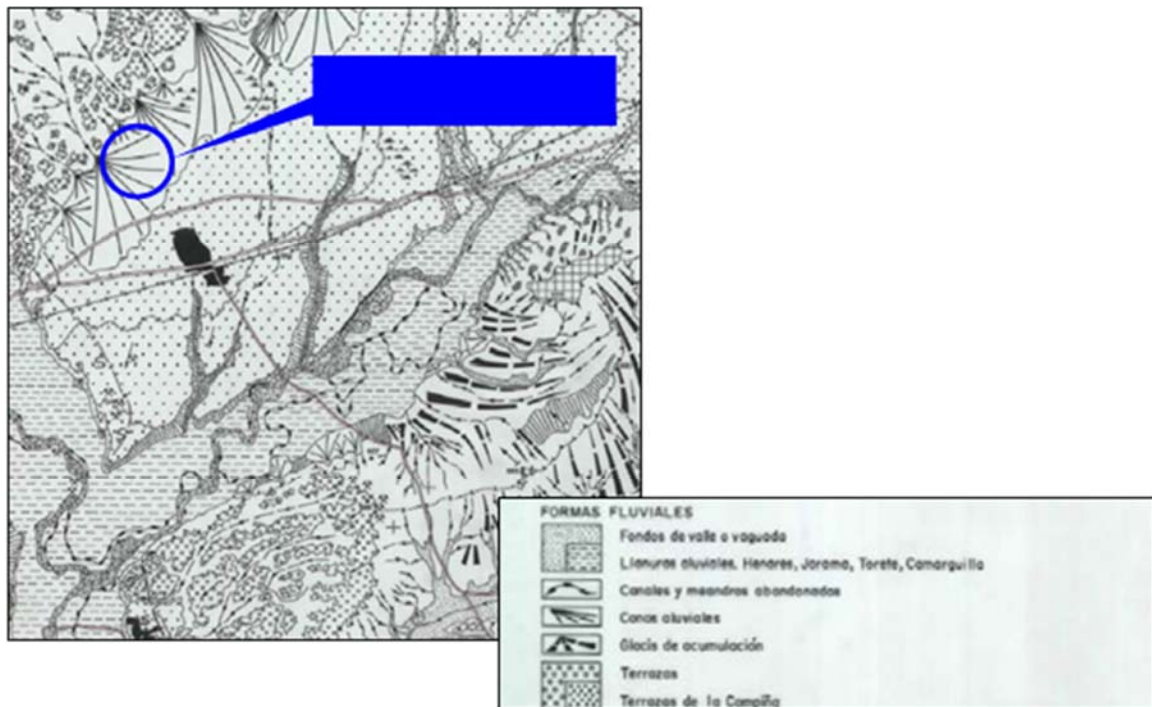 FORMAS FLUVIALES
Fondos de valle o vaguada
Llanuras aluviales. Henares, Jarama, Torote, Camarguilla
Canales y meandros abandonados
Conos aluviales
Glacis de acumulación
Terrazas
Terrazas de la Campiña